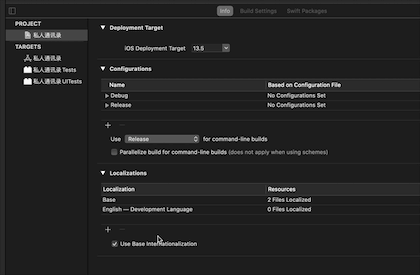 Info Build Settings Swift Packages
PROJECT
私人通讯录
TARGETS
私人通讯录
私人通讯录 Tests
私人通讯录 UITests
Deployment Target
iOS Deployment Target 13.5
Configurations
Name Based on Configuration File
Debug No Configurations Set
Release No Configurations Set
Use Release for command-line builds
Parallelize build for command-line builds (does not apply when using schemes)
Localizations
Localization Resources
Base 2 Files Localized
English — Development Language 0 Files Localized
Use Base Internationalization